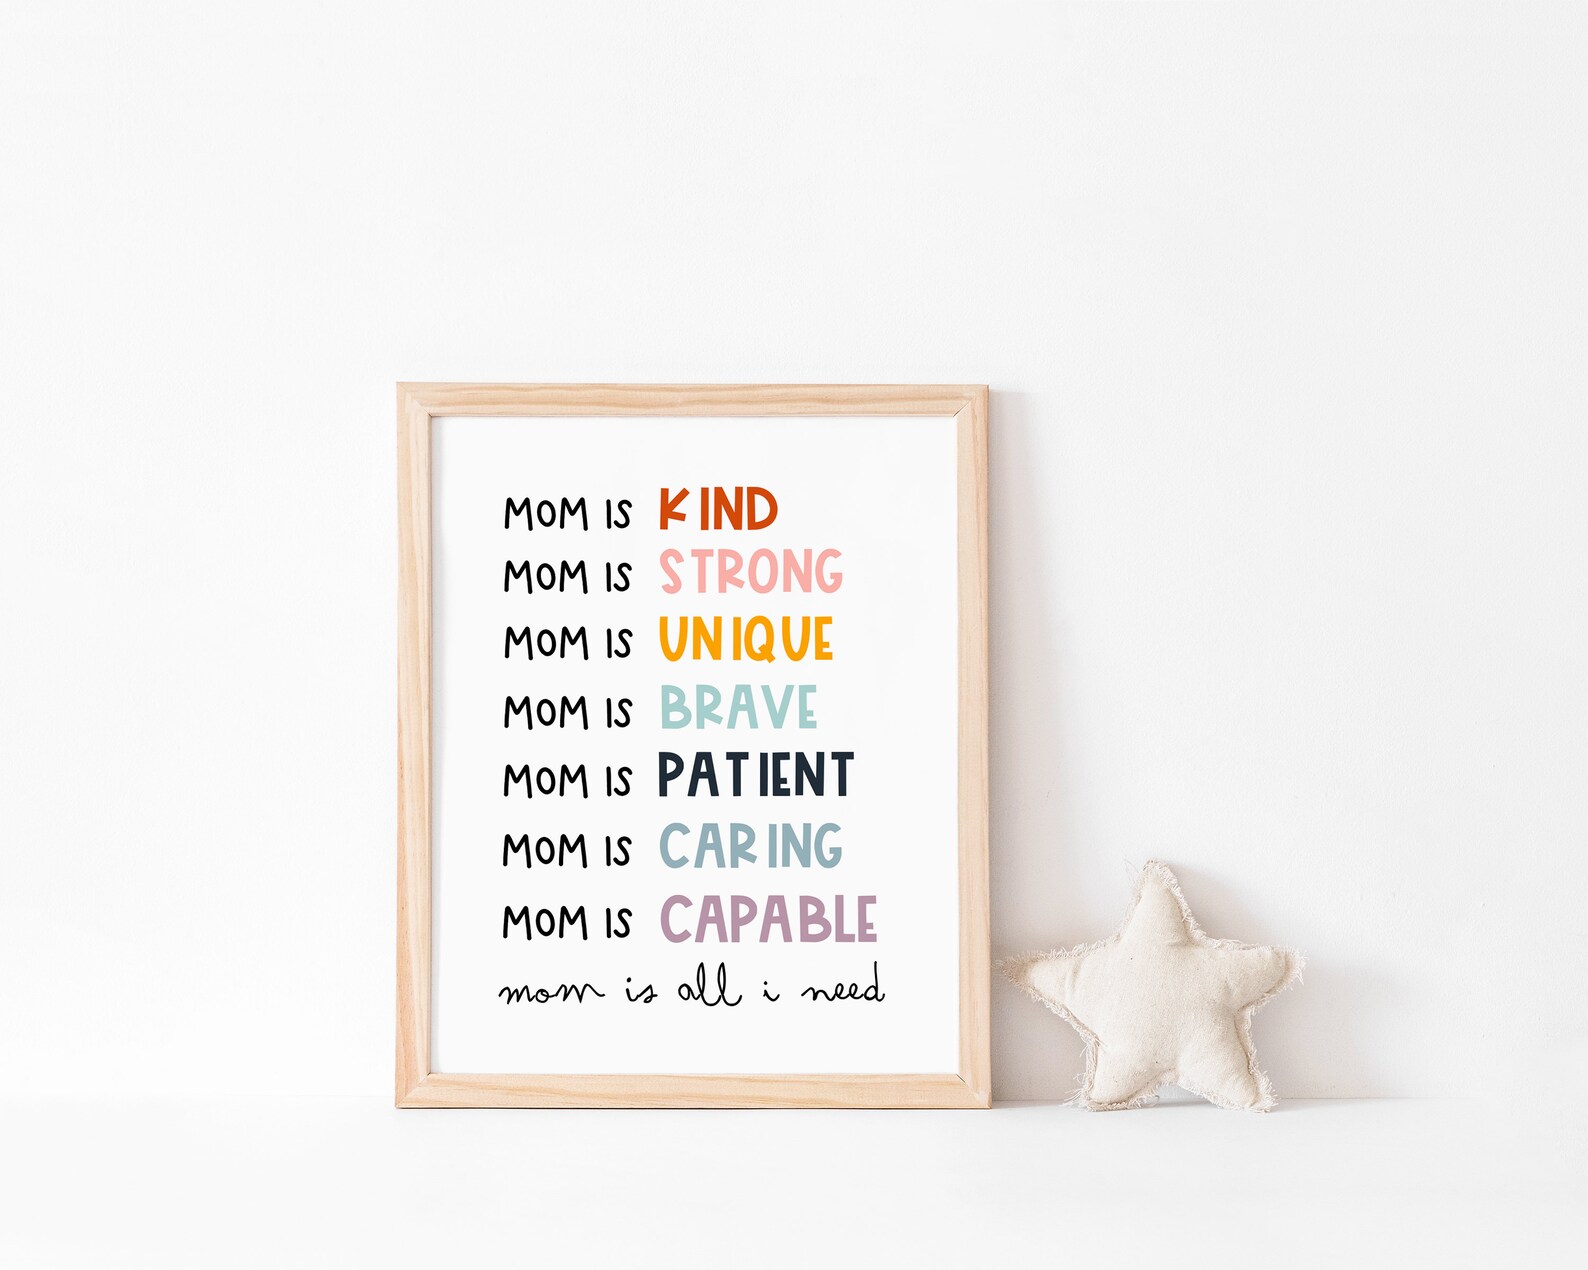 MOM IS KIND
MOM IS STRONG
MOM IS UNIQUE
MOM IS BRAVE
MOM IS PATIENT
MOM IS CARING
MOM IS CAPABLE
mom is all i need